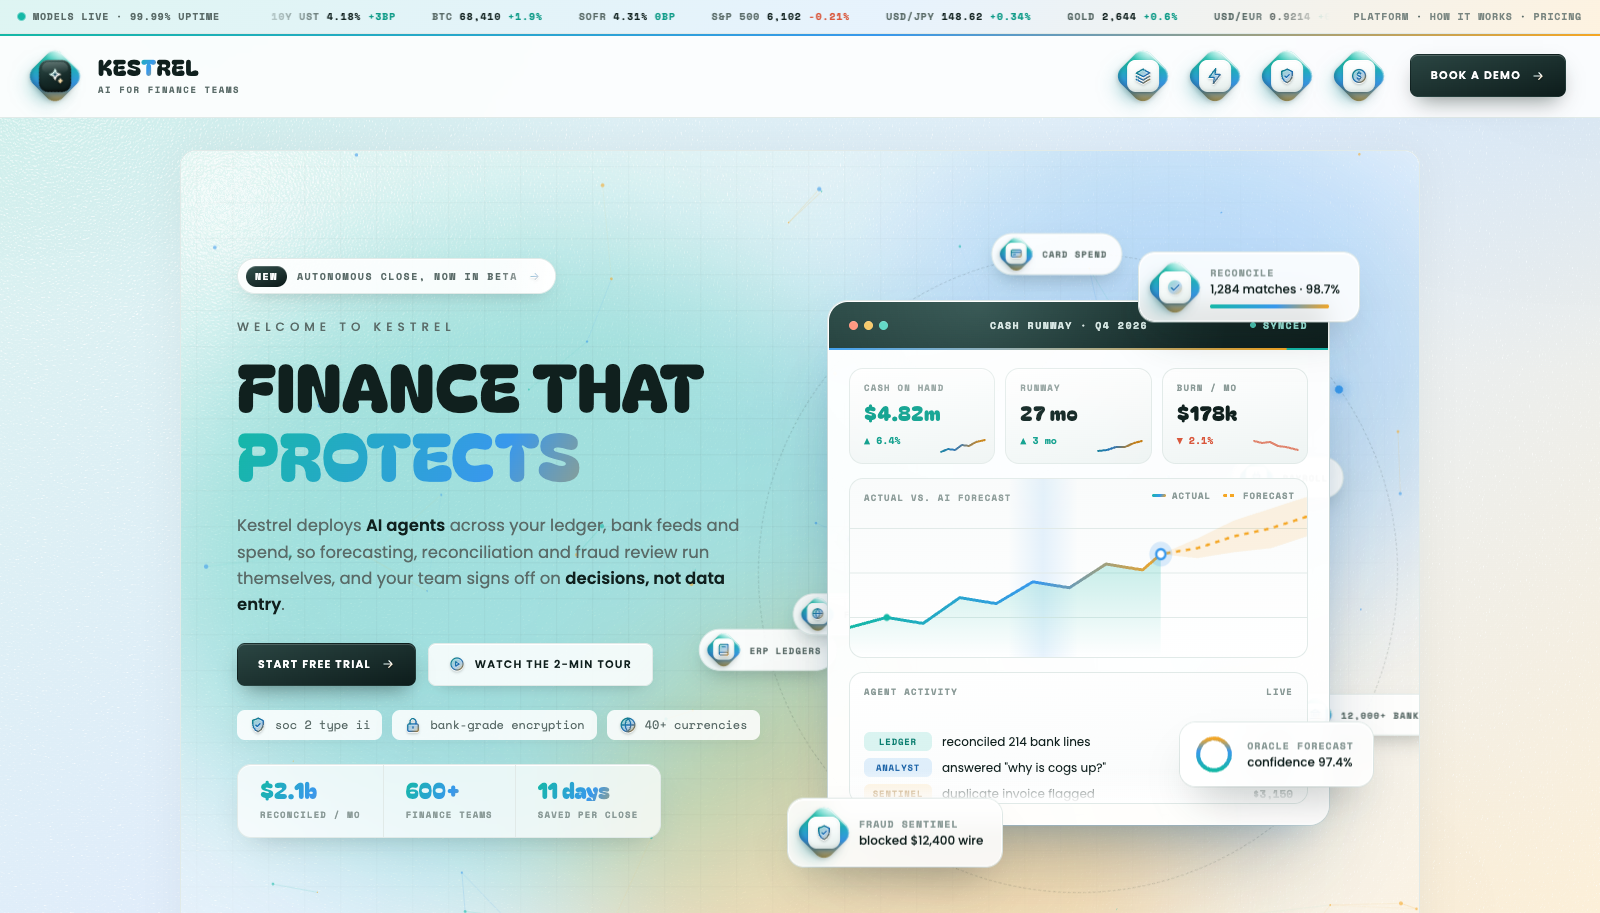 MODELS LIVE · 99.99% UPTIME
10Y UST 4.18% +3BP
BTC 68,410 +1.9%
SOFR 4.31% 0BP
S&P 500 6,102 -0.21%
USD/JPY 148.62 +0.34%
GOLD 2,644 +0.6%
USD/EUR 0.9214
PLATFORM · HOW IT WORKS · PRICING
KESTREL
AI FOR FINANCE TEAMS
BOOK A DEMO →
NEW AUTONOMOUS CLOSE, NOW IN BETA →
WELCOME TO KESTREL
FINANCE THAT
PROTECTS
Kestrel deploys AI agents across your ledger, bank feeds and
spend, so forecasting, reconciliation and fraud review run
themselves, and your team signs off on decisions, not data
entry.
START FREE TRIAL →
WATCH THE 2-MIN TOUR
soc 2 type ii
bank-grade encryption
40+ currencies
$2.1b
RECONCILED / MO
600+
FINANCE TEAMS
11 days
SAVED PER CLOSE
CARD SPEND
RECONCILE
1,284 matches · 98.7%
CASH RUNWAY · Q4 2026
SYNCED
CASH ON HAND
$4.82m
▲ 6.4%
RUNWAY
27 mo
▲ 3 mo
BURN / MO
$178k
▼ 2.1%
ACTUAL VS. AI FORECAST
ACTUAL
FORECAST
ERP LEDGERS
AGENT ACTIVITY
LIVE
LEDGER reconciled 214 bank lines
ANALYST answered "why is cogs up?"
SENTINEL duplicate invoice flagged $3,150
12,000+ BANK
ORACLE FORECAST
confidence 97.4%
FRAUD SENTINEL
blocked $12,400 wire